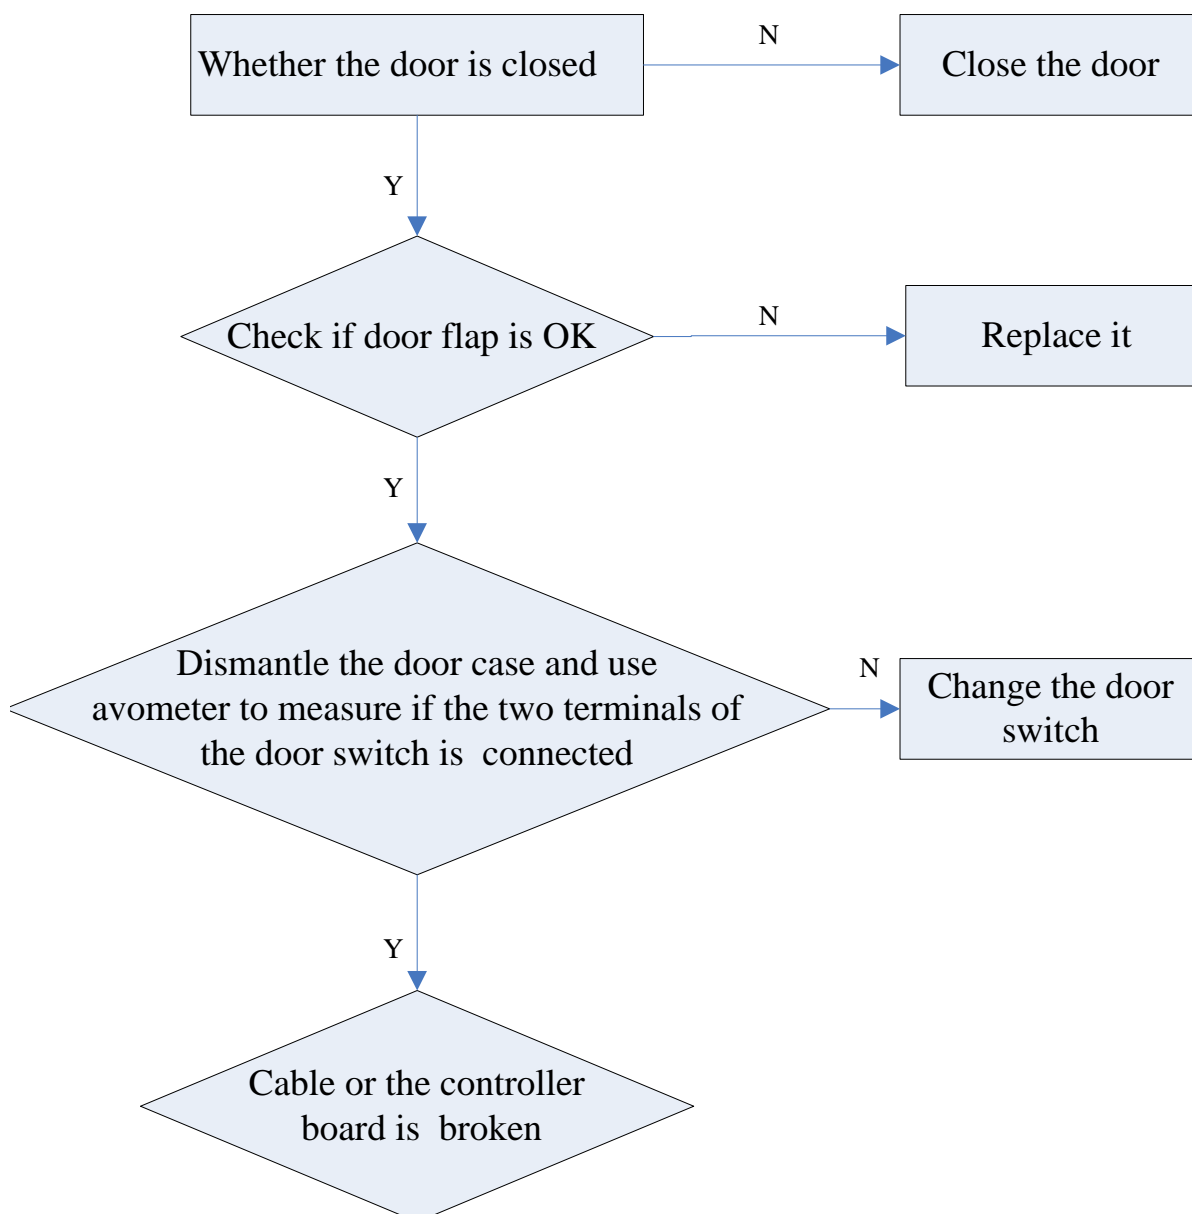 Whether the door is closed
N
Close the door
Y
Check if door flap is OK
N
Replace it
Y
Dismantle the door case and use
avometer to measure if the two terminals of
the door switch is  connected
N
Change the door
switch
Y
Cable or the controller
board is  broken